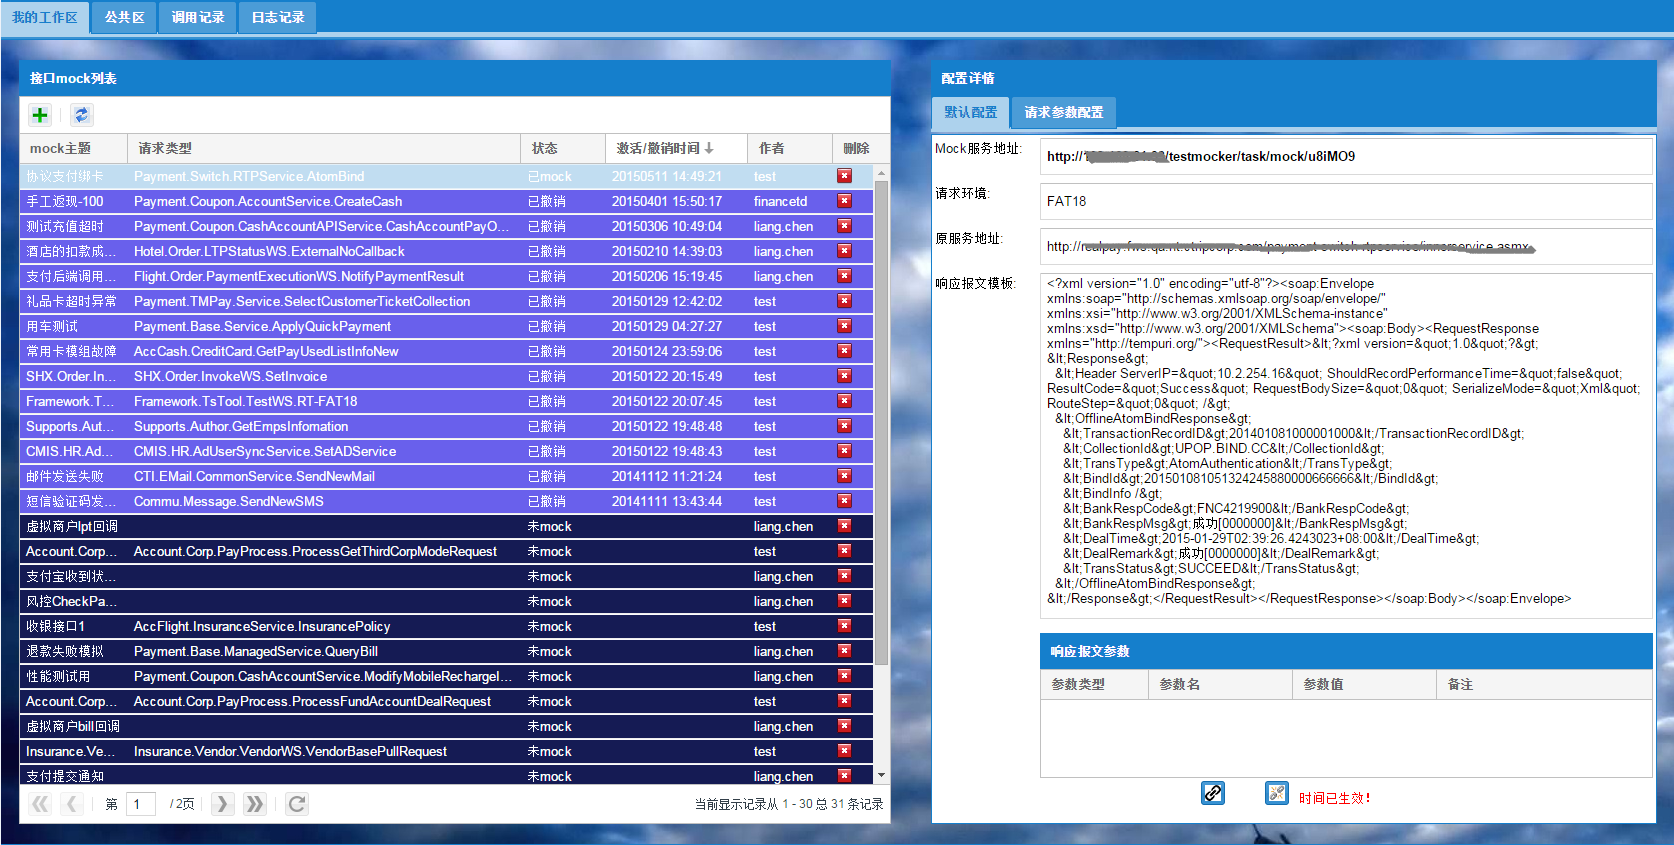 我的工作区 公共区 调用记录 日志记录
接口mock列表
mock主题 请求类型 状态 激活/撤销时间 作者 删除
协议支付绑卡 Payment.Switch.RTPService.AtomBind 已mock 20150511 14:49:21 test
手工返现-100 Payment.Coupon.AccountService.CreateCash 已撤销 20150401 15:50:17 financetd
测试充值超时 Payment.Coupon.CashAccountAPIService.CashAccountPayO... 已撤销 20150306 10:49:04 liang.chen
酒店的扣款成... Hotel.Order.LTPStatusWS.ExternalNoCallback 已撤销 20150210 14:39:03 liang.chen
支付后端调用... Flight.Order.PaymentExecutionWS.NotifyPaymentResult 已撤销 20150206 15:19:45 liang.chen
礼品卡超时异常 Payment.TMPay.Service.SelectCustomerTicketCollection 已撤销 20150129 12:42:02 test
用车测试 Payment.Base.Service.ApplyQuickPayment 已撤销 20150129 04:27:27 test
常用卡模组故障 AccCash.CreditCard.GetPayUsedListInfoNew 已撤销 20150124 23:59:06 test
SHX.Order.In... SHX.Order.InvokeWS.SetInvoice 已撤销 20150122 20:15:49 test
Framework.T... Framework.TsTool.TestWS.RT-FAT18 已撤销 20150122 20:07:45 test
Supports.Aut... Supports.Author.GetEmpsInfomation 已撤销 20150122 19:48:48 test
CMIS.HR.Ad... CMIS.HR.AdUserSyncService.SetADService 已撤销 20150122 19:48:43 test
邮件发送失败 CTI.EMail.CommonService.SendNewMail 已撤销 20141112 11:21:24 test
短信验证码发... Commu.Message.SendNewSMS 已撤销 20141111 13:43:44 test
虚拟商户lpt回调 未mock liang.chen
Account.Corp... Account.Corp.PayProcess.ProcessGetThirdCorpModeRequest 未mock test
支付宝收到状... 未mock liang.chen
风控CheckPa... 未mock liang.chen
收银接口1 AccFlight.InsuranceService.InsurancePolicy 未mock test
退款失败模拟 Payment.Base.ManagedService.QueryBill 未mock liang.chen
性能测试用 Payment.Coupon.CashAccountService.ModifyMobileRechargeI... 未mock liang.chen
Account.Corp... Account.Corp.PayProcess.ProcessFundAccountDealRequest 未mock test
虚拟商户bill回调 未mock liang.chen
Insurance.Ve... Insurance.Vendor.VendorWS.VendorBasePullRequest 未mock test
支付提交通知 未mock liang.chen
第 1 /2页 当前显示记录从 1 - 30 总 31 条记录
配置详情
默认配置 请求参数配置
Mock服务地址: http:// /testmocker/task/mock/u8iMO9
请求环境: FAT18
原服务地址: http://
响应报文模板: <?xml version="1.0" encoding="utf-8"?><soap:Envelope
xmlns:soap="http://schemas.xmlsoap.org/soap/envelope/"
xmlns:xsi="http://www.w3.org/2001/XMLSchema-instance"
xmlns:xsd="http://www.w3.org/2001/XMLSchema"><soap:Body><RequestResponse
xmlns="http://tempuri.org/"><RequestResult>&lt;?xml version=&quot;1.0&quot;?&gt;
&lt;Response&gt;
&lt;Header ServerIP=&quot;10.2.254.16&quot; ShouldRecordPerformanceTime=&quot;false&quot;
ResultCode=&quot;Success&quot; RequestBodySize=&quot;0&quot; SerializeMode=&quot;Xml&quot;
RouteStep=&quot;0&quot; /&gt;
&lt;OfflineAtomBindResponse&gt;
&lt;TransactionRecordID&gt;201401081000001000&lt;/TransactionRecordID&gt;
&lt;CollectionId&gt;UPOP.BIND.CC&lt;/CollectionId&gt;
&lt;TransType&gt;AtomAuthentication&lt;/TransType&gt;
&lt;BindId&gt;201501081051324245880000666666&lt;/BindId&gt;
&lt;BindInfo /&gt;
&lt;BankRespCode&gt;FNC4219900&lt;/BankRespCode&gt;
&lt;BankRespMsg&gt;成功[0000000]&lt;/BankRespMsg&gt;
&lt;DealTime&gt;2015-01-29T02:39:26.4243023+08:00&lt;/DealTime&gt;
&lt;DealRemark&gt;成功[0000000]&lt;/DealRemark&gt;
&lt;TransStatus&gt;SUCCEED&lt;/TransStatus&gt;
&lt;/OfflineAtomBindResponse&gt;
&lt;/Response&gt;</RequestResult></RequestResponse></soap:Body></soap:Envelope>
响应报文参数
参数类型 参数名 参数值 备注
时间已生效!